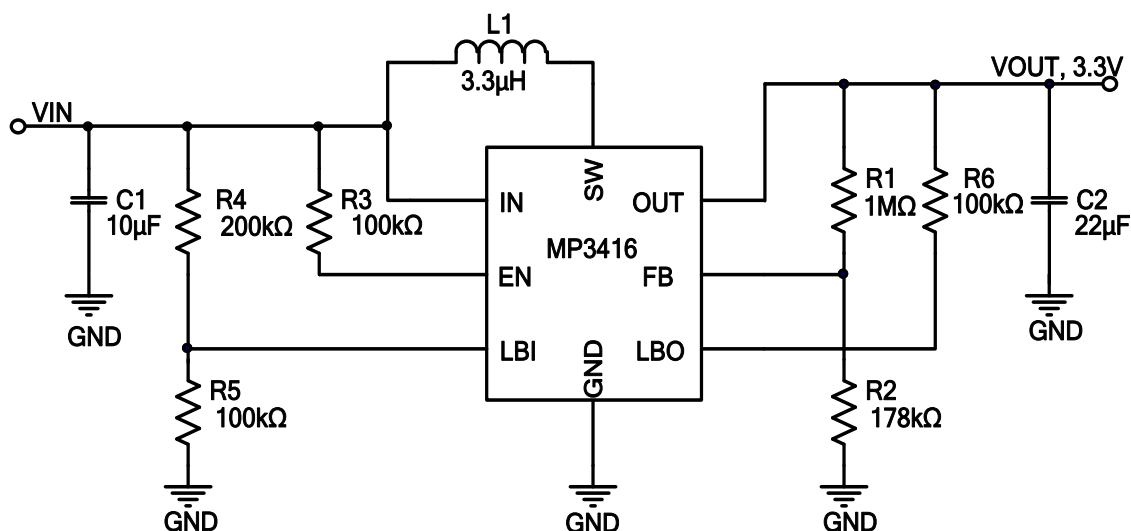 L1
3.3µH
VOUT, 3.3V
VIN
C1
10µF
R4
200kΩ
R3
100kΩ
IN
SW
OUT
R1
1MΩ
R6
100kΩ
C2
22µF
MP3416
EN
FB
GND
GND
LBI
GND
LBO
R5
100kΩ
R2
178kΩ
GND
GND
GND